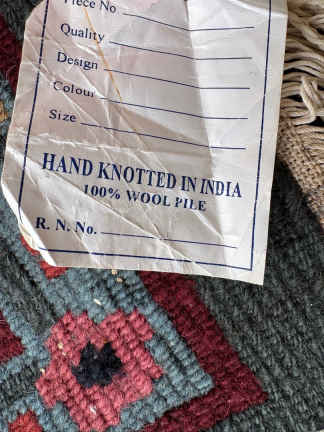 Piece No
Quality
Design
Colour
Size
HAND KNOTTED IN INDIA
100% WOOL PILE
R. N. No.